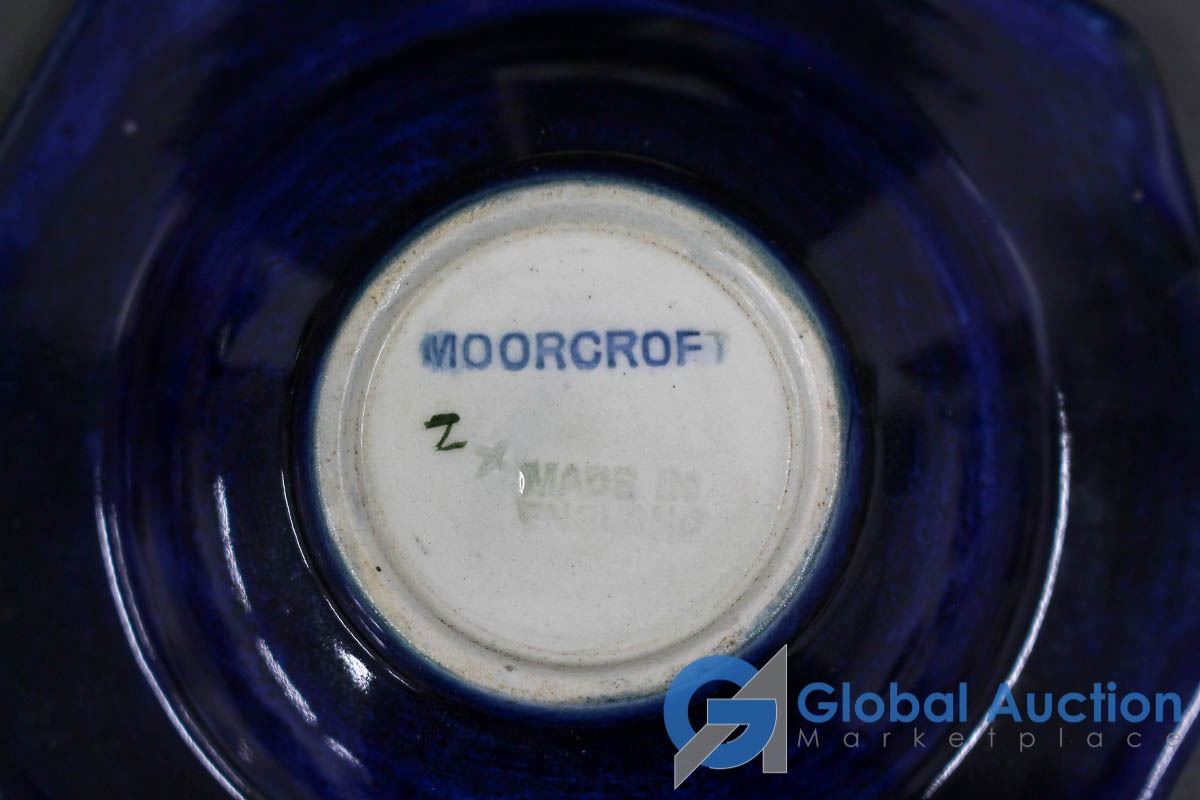 MOORCROFT
Z
X MADE IN
ENGLAND
Global Auction
Marketplace